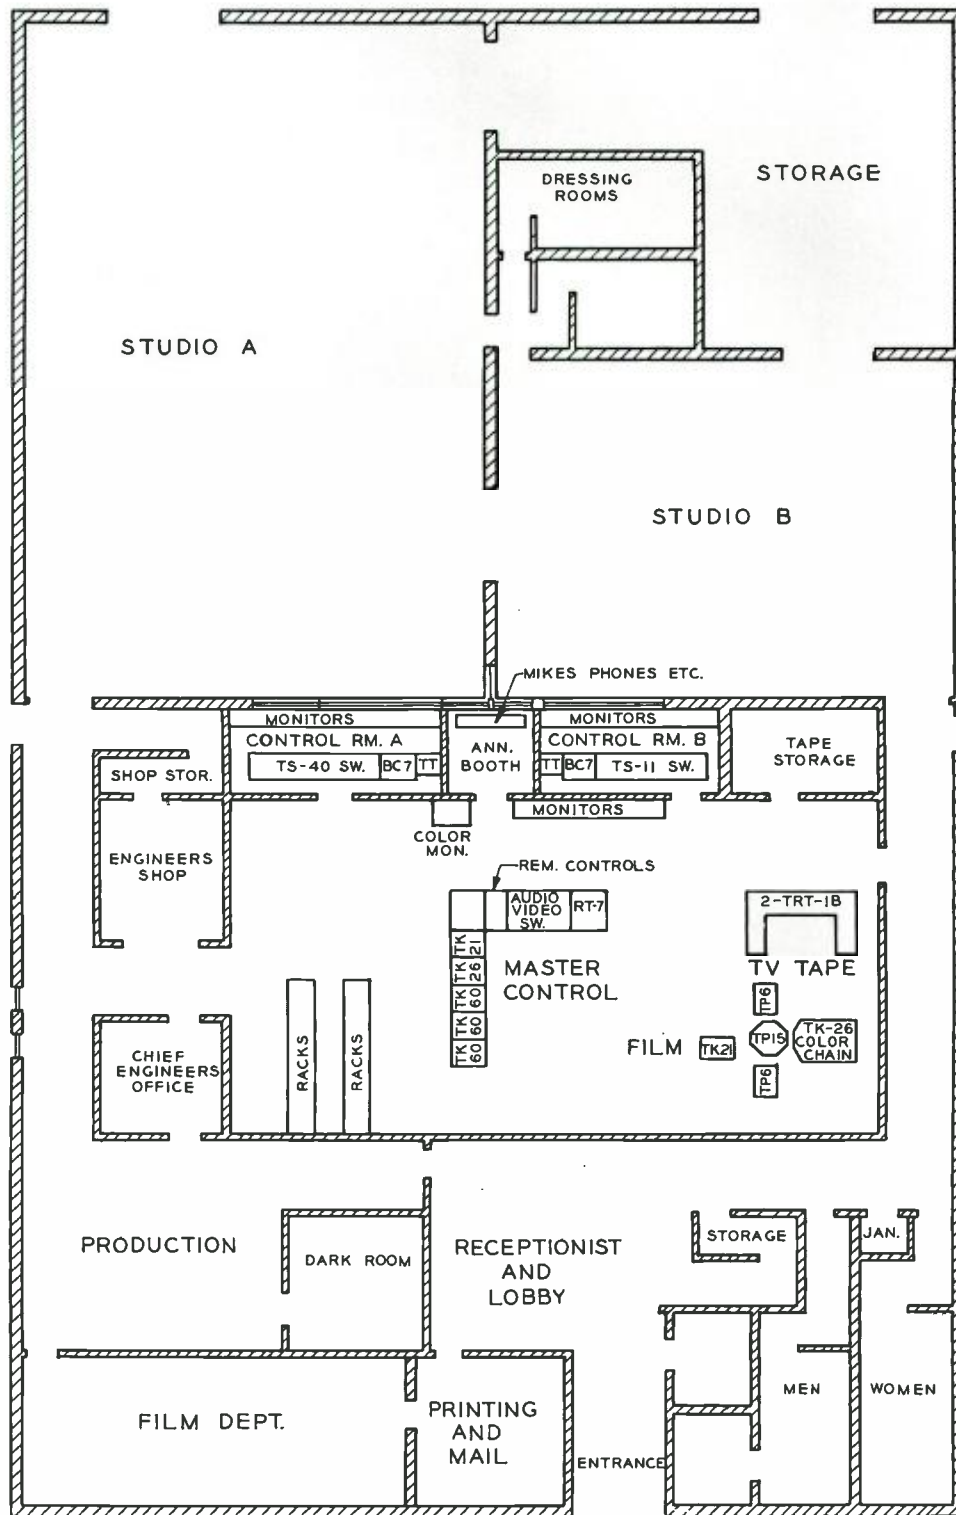 DRESSING
ROOMS
STORAGE
STUDIO A
STUDIO B
MIKES PHONES ETC.
MONITORS
CONTROL RM. A
TS-40 SW.
BC7
TT
ANN.
BOOTH
MONITORS
CONTROL RM. B
TT
BC7
TS-11 SW.
TAPE
STORAGE
SHOP STOR.
COLOR
MON.
MONITORS
ENGINEERS
SHOP
REM. CONTROLS
AUDIO
VIDEO
SW.
RT-7
2-TRT-1B
TV TAPE
TK 21
TK 26
TK 60
TK 60
TK 60
MASTER
CONTROL
RACKS
RACKS
FILM
TK21
TP6
TP15
TP6
TK-26
COLOR
CHAIN
CHIEF
ENGINEERS
OFFICE
PRODUCTION
DARK ROOM
RECEPTIONIST
AND
LOBBY
STORAGE
JAN.
FILM DEPT.
PRINTING
AND
MAIL
ENTRANCE
MEN
WOMEN